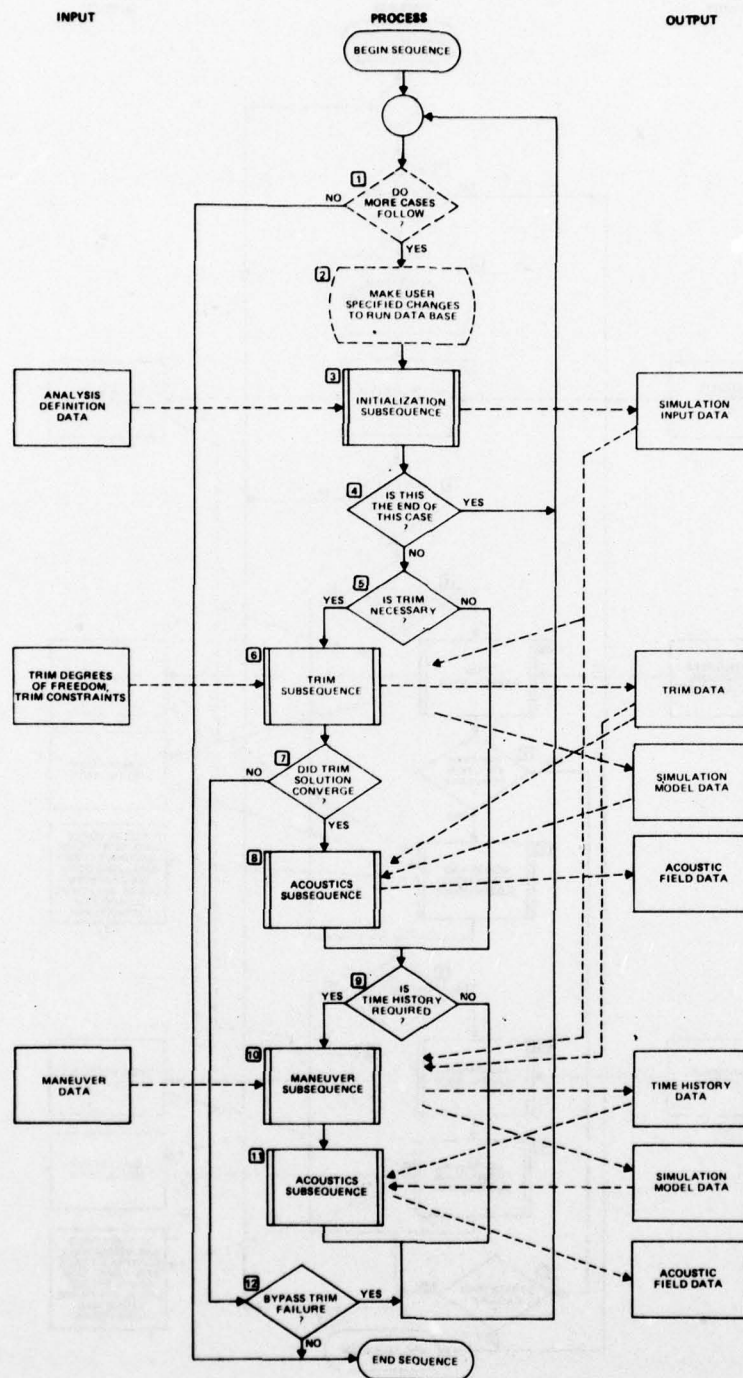 INPUT
PROCESS
OUTPUT
BEGIN SEQUENCE
1
DO
MORE CASES
FOLLOW
?
NO
YES
2
MAKE USER
SPECIFIED CHANGES
TO RUN DATA BASE
ANALYSIS
DEFINITION
DATA
3
INITIALIZATION
SUBSEQUENCE
SIMULATION
INPUT DATA
4
IS THIS
THE END OF
THIS CASE
?
YES
NO
5
IS TRIM
NECESSARY
?
YES
NO
TRIM DEGREES
OF FREEDOM,
TRIM CONSTRAINTS
6
TRIM
SUBSEQUENCE
TRIM DATA
7
DID TRIM
SOLUTION
CONVERGE
?
NO
YES
SIMULATION
MODEL DATA
8
ACOUSTICS
SUBSEQUENCE
ACOUSTIC
FIELD DATA
9
IS
TIME HISTORY
REQUIRED
?
YES
NO
MANEUVER
DATA
10
MANEUVER
SUBSEQUENCE
TIME HISTORY
DATA
11
ACOUSTICS
SUBSEQUENCE
SIMULATION
MODEL DATA
ACOUSTIC
FIELD DATA
12
BYPASS TRIM
FAILURE
?
YES
NO
END SEQUENCE